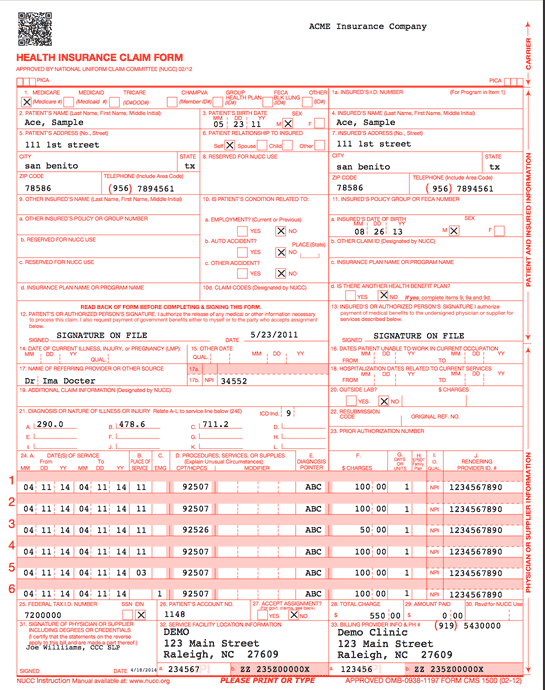 ACME Insurance Company
HEALTH INSURANCE CLAIM FORM
APPROVED BY NATIONAL UNIFORM CLAIM COMMITTEE (NUCC) 02/12
PICA PICA
CARRIER
1. MEDICARE MEDICAID TRICARE CHAMPVA GROUP HEALTH PLAN FECA BLK LUNG OTHER 1a. INSURED'S I.D. NUMBER (For Program in Item 1)
X (Medicare #) (Medicaid #) (ID#/DOD#) (Member ID#) (ID#) (ID#) (ID#)
2. PATIENT'S NAME (Last Name, First Name, Middle Initial) 3. PATIENT'S BIRTH DATE SEX 4. INSURED'S NAME (Last Name, First Name, Middle Initial)
MM DD YY
Ace, Sample 05 23 11 M X F Ace, Sample
5. PATIENT'S ADDRESS (No., Street) 6. PATIENT RELATIONSHIP TO INSURED 7. INSURED'S ADDRESS (No., Street)
111 1st street Self X Spouse Child Other 111 1st street
CITY STATE 8. RESERVED FOR NUCC USE CITY STATE
san benito tx san benito tx
ZIP CODE TELEPHONE (Include Area Code) ZIP CODE TELEPHONE (Include Area Code)
78586 (956) 7894561 78586 (956) 7894561
9. OTHER INSURED'S NAME (Last Name, First Name, Middle Initial) 10. IS PATIENT'S CONDITION RELATED TO: 11. INSURED'S POLICY GROUP OR FECA NUMBER
a. OTHER INSURED'S POLICY OR GROUP NUMBER a. EMPLOYMENT? (Current or Previous) a. INSURED'S DATE OF BIRTH SEX
MM DD YY
YES X NO 08 26 13 M X F
b. RESERVED FOR NUCC USE b. AUTO ACCIDENT? PLACE (State) b. OTHER CLAIM ID (Designated by NUCC)
YES X NO
c. RESERVED FOR NUCC USE c. OTHER ACCIDENT? c. INSURANCE PLAN NAME OR PROGRAM NAME
YES X NO
d. INSURANCE PLAN NAME OR PROGRAM NAME 10d. CLAIM CODES (Designated by NUCC) d. IS THERE ANOTHER HEALTH BENEFIT PLAN?
YES X NO If yes, complete items 9, 9a and 9d.
PATIENT AND INSURED INFORMATION
READ BACK OF FORM BEFORE COMPLETING & SIGNING THIS FORM.
12. PATIENT'S OR AUTHORIZED PERSON'S SIGNATURE I authorize the release of any medical or other information necessary
to process this claim. I also request payment of government benefits either to myself or to the party who accepts assignment
below.
13. INSURED'S OR AUTHORIZED PERSON'S SIGNATURE I authorize
payment of medical benefits to the undersigned physician or supplier for
services described below.
SIGNED SIGNATURE ON FILE DATE 5/23/2011 SIGNED SIGNATURE ON FILE
14. DATE OF CURRENT ILLNESS, INJURY, or PREGNANCY (LMP) 15. OTHER DATE 16. DATES PATIENT UNABLE TO WORK IN CURRENT OCCUPATION
MM DD YY QUAL. QUAL. MM DD YY FROM MM DD YY TO MM DD YY
17. NAME OF REFERRING PROVIDER OR OTHER SOURCE 17a. 18. HOSPITALIZATION DATES RELATED TO CURRENT SERVICES
Dr Ima Docter 17b. NPI 34552 FROM MM DD YY TO MM DD YY
19. ADDITIONAL CLAIM INFORMATION (Designated by NUCC) 20. OUTSIDE LAB? $ CHARGES
YES X NO
21. DIAGNOSIS OR NATURE OF ILLNESS OR INJURY Relate A-L to service line below (24E) ICD Ind. 9 22. RESUBMISSION CODE ORIGINAL REF. NO.
A. 290.0 B. 478.6 C. 711.2 D.
E. F. G. H. 23. PRIOR AUTHORIZATION NUMBER
I. J. K. L.
24. A. DATE(S) OF SERVICE B. C. D. PROCEDURES, SERVICES, OR SUPPLIES E. F. G. H. I. J.
From To PLACE OF (Explain Unusual Circumstances) DIAGNOSIS DAYS OR UNITS ID. RENDERING
MM DD YY MM DD YY SERVICE EMG CPT/HCPCS MODIFIER POINTER $ CHARGES QUAL. PROVIDER ID. #
1 04 11 14 04 11 14 11 92507 ABC 100 00 1 NPI 1234567890
2 04 11 14 04 11 14 11 92507 ABC 100 00 1 NPI 1234567890
3 04 11 14 04 11 14 11 92526 ABC 50 00 1 NPI 1234567890
4 04 11 14 04 11 14 11 92507 ABC 100 00 1 NPI 1234567890
5 04 11 14 04 11 14 03 92507 ABC 100 00 1 NPI 1234567890
6 04 11 14 04 11 14 1 92507 ABC 100 00 1 NPI 1234567890
PHYSICIAN OR SUPPLIER INFORMATION
25. FEDERAL TAX I.D. NUMBER SSN EIN 26. PATIENT'S ACCOUNT NO. 27. ACCEPT ASSIGNMENT? 28. TOTAL CHARGE 29. AMOUNT PAID 30. Rsvd for NUCC Use
7200000 X 1148 YES X NO $ 550 00 $ 0 00
31. SIGNATURE OF PHYSICIAN OR SUPPLIER 32. SERVICE FACILITY LOCATION INFORMATION 33. BILLING PROVIDER INFO & PH # (919) 5430000
INCLUDING DEGREES OR CREDENTIALS DEMO Demo Clinic
(I certify that the statements on the reverse 123 Main Street 123 Main Street
apply to this bill and are made a part thereof.)
Joe Williams, CCC SLP Raleigh, NC 27609 Raleigh, NC 27609
SIGNED DATE 4/18/2014 a. 234567 b. ZZ 235Z00000X a. 123456 b. ZZ 235Z00000X
NUCC Instruction Manual available at: www.nucc.org PLEASE PRINT OR TYPE APPROVED OMB-0938-1197 FORM CMS 1500 (02-12)